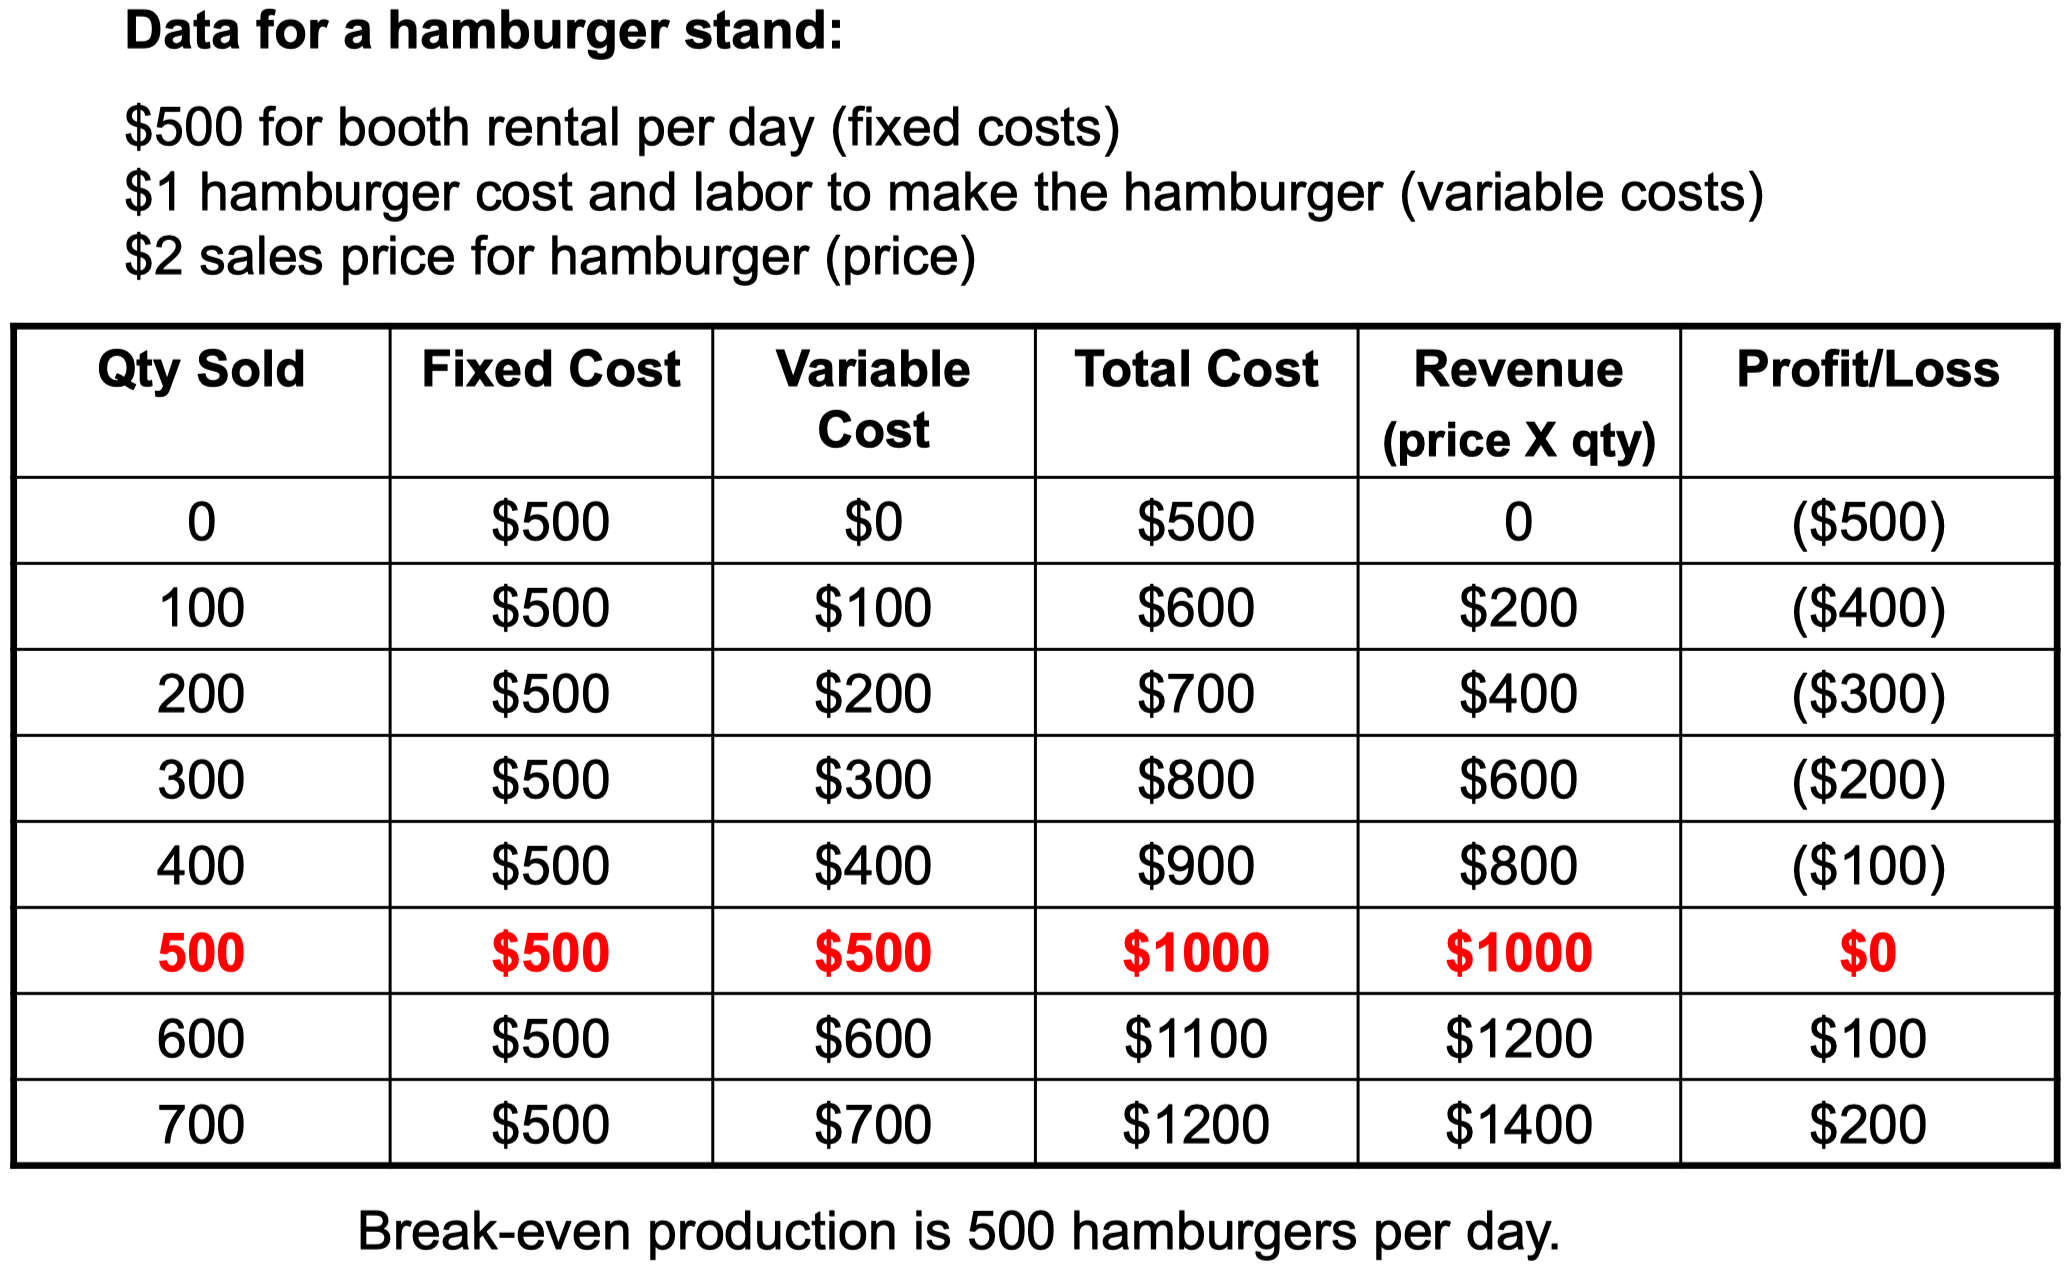 Data for a hamburger stand:
$500 for booth rental per day (fixed costs)
$1 hamburger cost and labor to make the hamburger (variable costs)
$2 sales price for hamburger (price)
Qty Sold Fixed Cost Variable Cost Total Cost Revenue (price X qty) Profit/Loss
0 $500 $0 $500 0 ($500)
100 $500 $100 $600 $200 ($400)
200 $500 $200 $700 $400 ($300)
300 $500 $300 $800 $600 ($200)
400 $500 $400 $900 $800 ($100)
500 $500 $500 $1000 $1000 $0
600 $500 $600 $1100 $1200 $100
700 $500 $700 $1200 $1400 $200
Break-even production is 500 hamburgers per day.